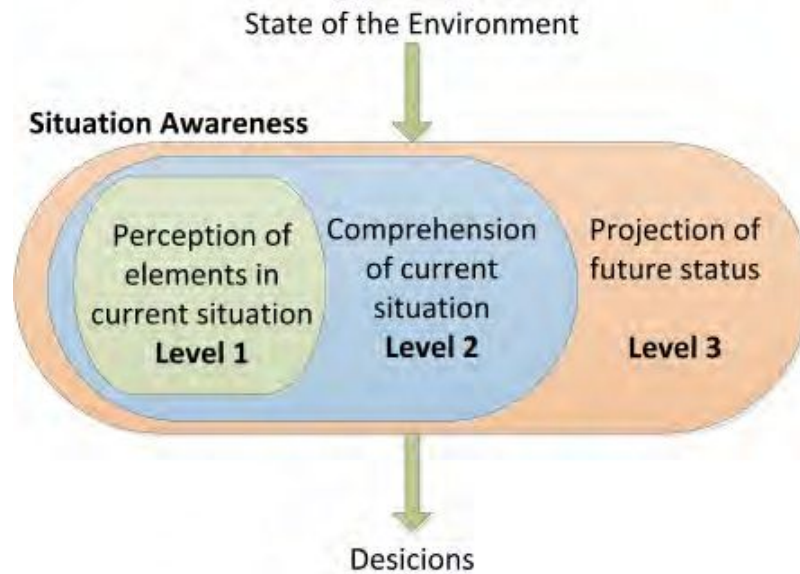 State of the Environment
Situation Awareness
Perception of
elements in
current situation
Level 1
Comprehension
of current
situation
Level 2
Projection of
future status
Level 3
Desicions